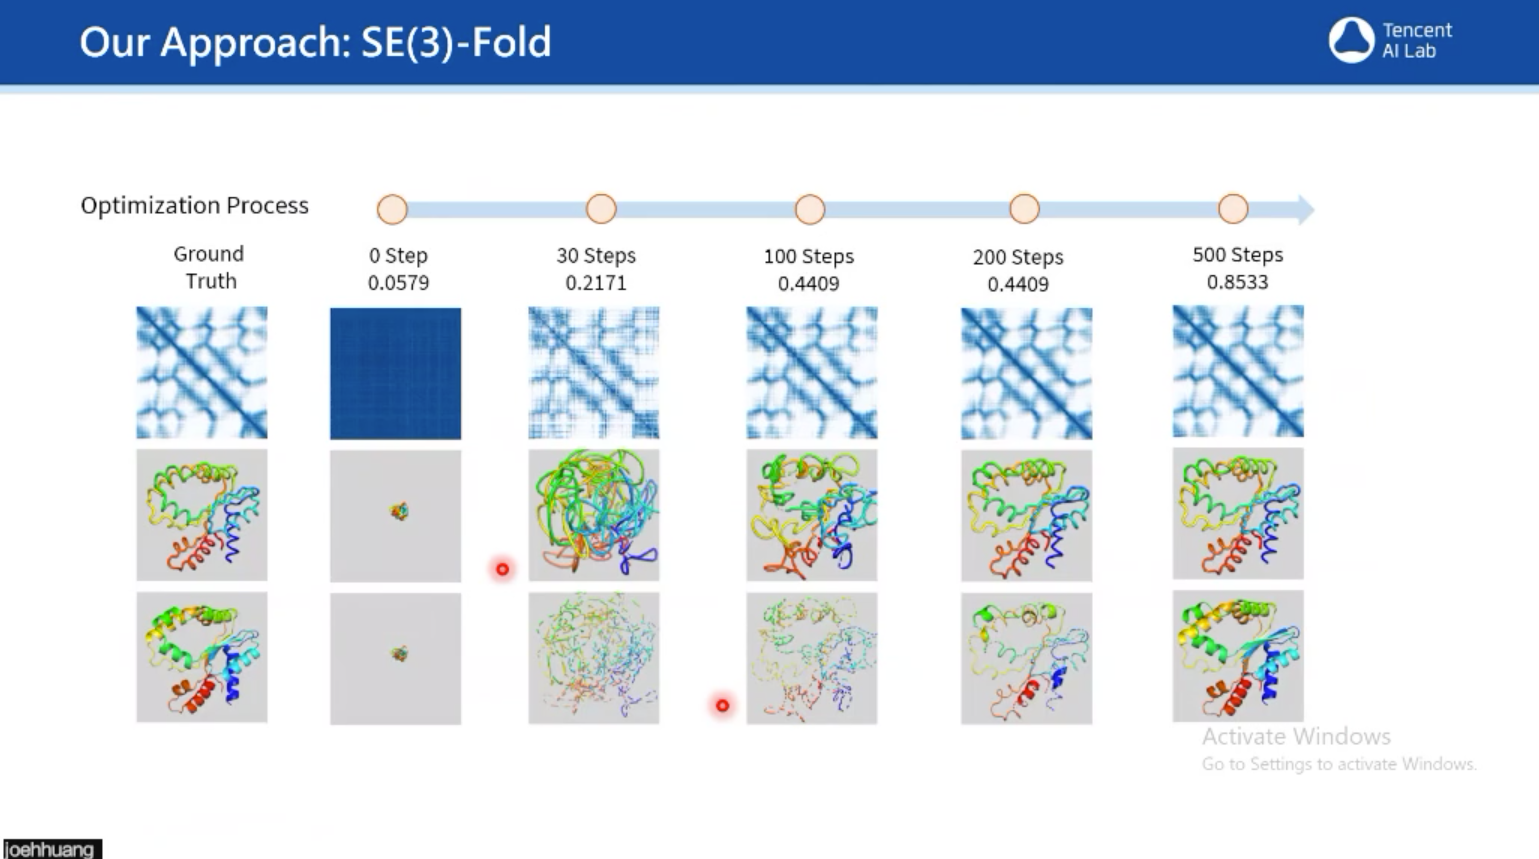 Our Approach: SE(3)-Fold
Tencent
AI Lab
Optimization Process
Ground
Truth
0 Step
0.0579
30 Steps
0.2171
100 Steps
0.4409
200 Steps
0.4409
500 Steps
0.8533
Activate Windows
Go to Settings to activate Windows.
joehhuang